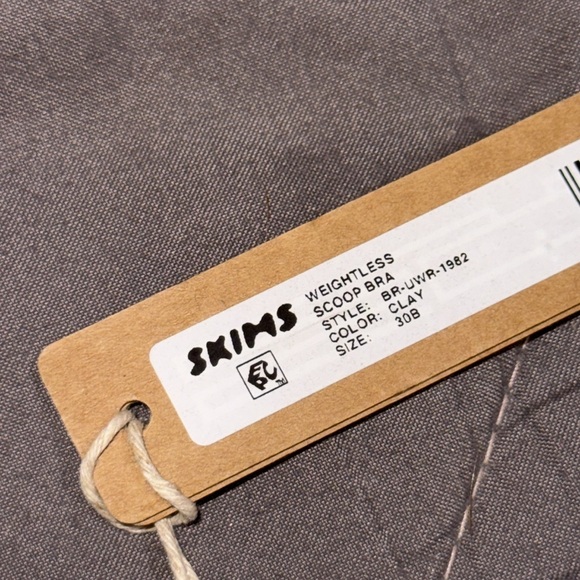 SKIMS
WEIGHTLESS
SCOOP BRA
STYLE: BR-UWR-1982
COLOR: CLAY
SIZE: 30B